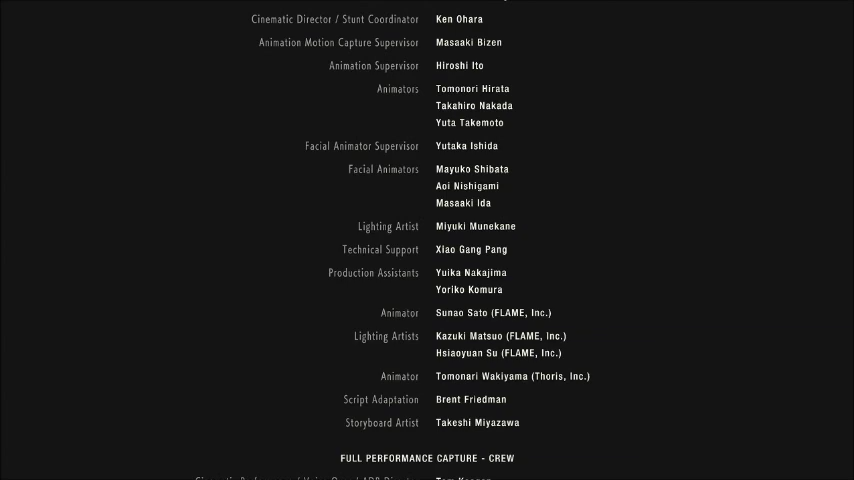 Cinematic Director / Stunt Coordinator Ken Ohara
Animation Motion Capture Supervisor Masaaki Bizen
Animation Supervisor Hiroshi Ito
Animators Tomonori Hirata
Takahiro Nakada
Yuta Takemoto
Facial Animator Supervisor Yutaka Ishida
Facial Animators Mayuko Shibata
Aoi Nishigami
Masaaki Ida
Lighting Artist Miyuki Munekane
Technical Support Xiao Gang Pang
Production Assistants Yuika Nakajima
Yoriko Komura
Animator Sunao Sato (FLAME, Inc.)
Lighting Artists Kazuki Matsuo (FLAME, Inc.)
Hsiaoyuan Su (FLAME, Inc.)
Animator Tomonari Wakiyama (Thoris, Inc.)
Script Adaptation Brent Friedman
Storyboard Artist Takeshi Miyazawa
FULL PERFORMANCE CAPTURE - CREW